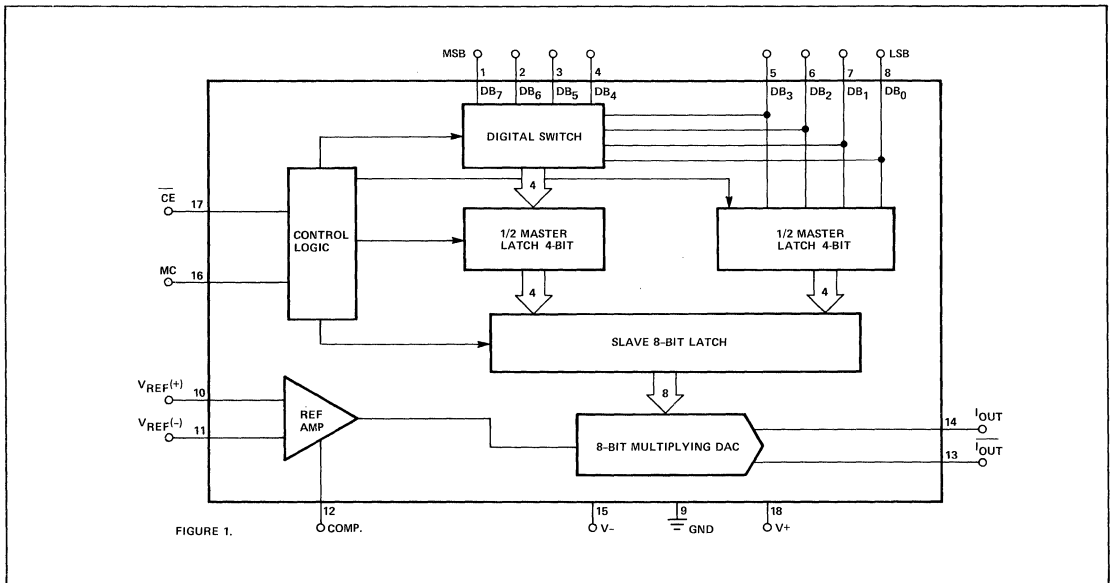 MSB LSB
1 2 3 4 5 6 7 8
DB7 DB6 DB5 DB4 DB3 DB2 DB1 DB0
DIGITAL SWITCH
4
CE
17
CONTROL
LOGIC
1/2 MASTER
LATCH 4-BIT
1/2 MASTER
LATCH 4-BIT
MC
16
4 4
SLAVE 8-BIT LATCH
8
VREF(+)
10
REF
AMP
VREF(-)
11
8-BIT MULTIPLYING DAC
14 IOUT
13 IOUT
12
COMP.
15
V-
9
GND
18
V+
FIGURE 1.